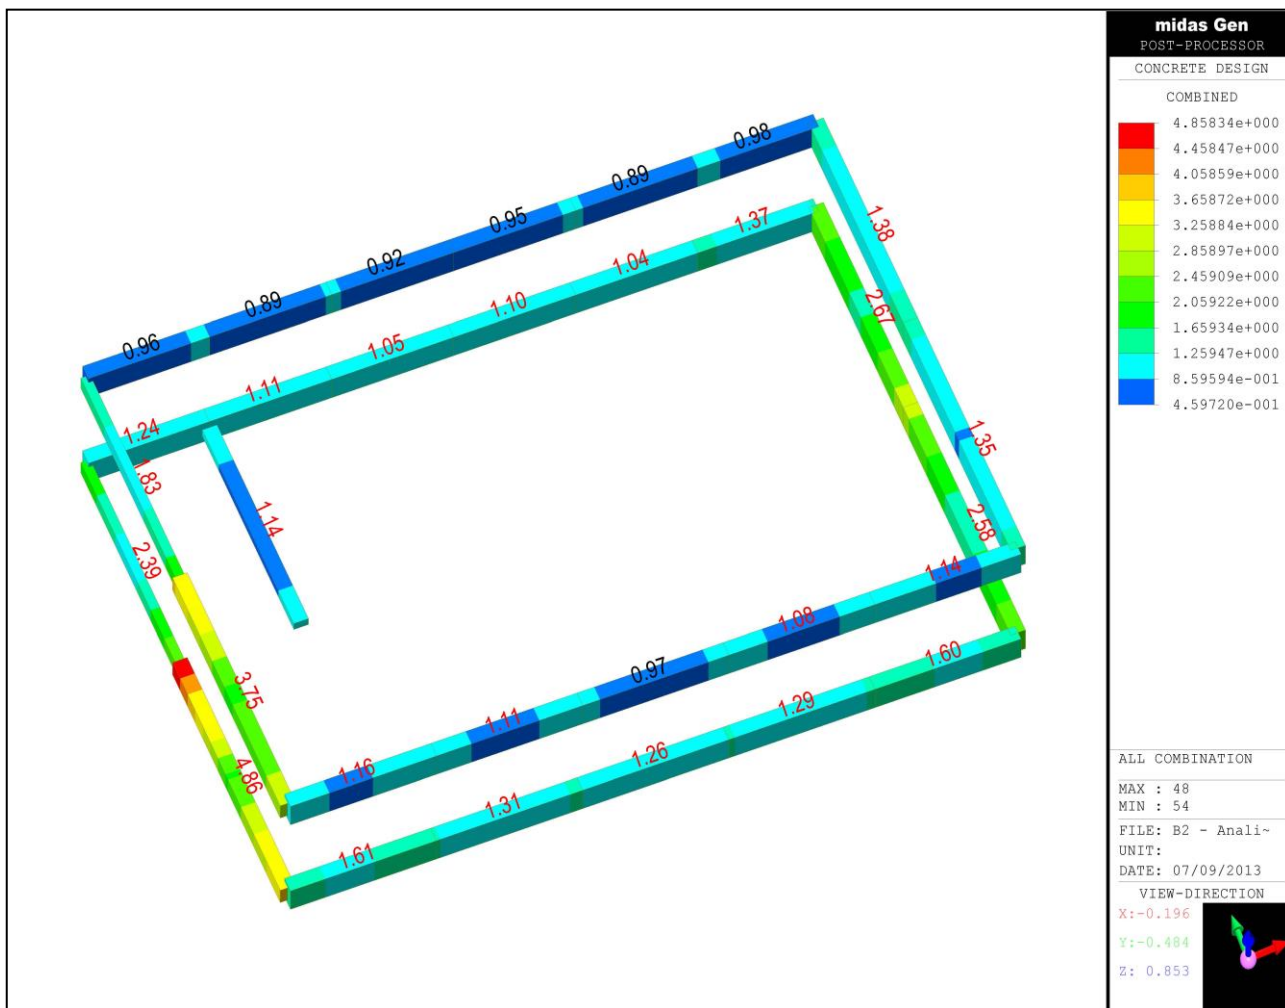 midas Gen
POST-PROCESSOR
CONCRETE DESIGN
COMBINED
4.85834e+000
4.45847e+000
4.05859e+000
3.65872e+000
3.25884e+000
2.85897e+000
2.45909e+000
2.05922e+000
1.65934e+000
1.25947e+000
8.59594e-001
4.59720e-001
0.96
0.89
0.92
0.95
0.89
0.98
1.38
1.35
1.24
1.11
1.05
1.10
1.04
1.37
2.67
2.58
1.83
2.39
1.14
3.75
4.86
1.16
1.11
0.97
1.08
1.14
1.61
1.31
1.26
1.29
1.60
ALL COMBINATION
MAX : 48
MIN : 54
FILE: B2 - Anali~
UNIT:
DATE: 07/09/2013
VIEW-DIRECTION
X:-0.196
Y:-0.484
Z: 0.853